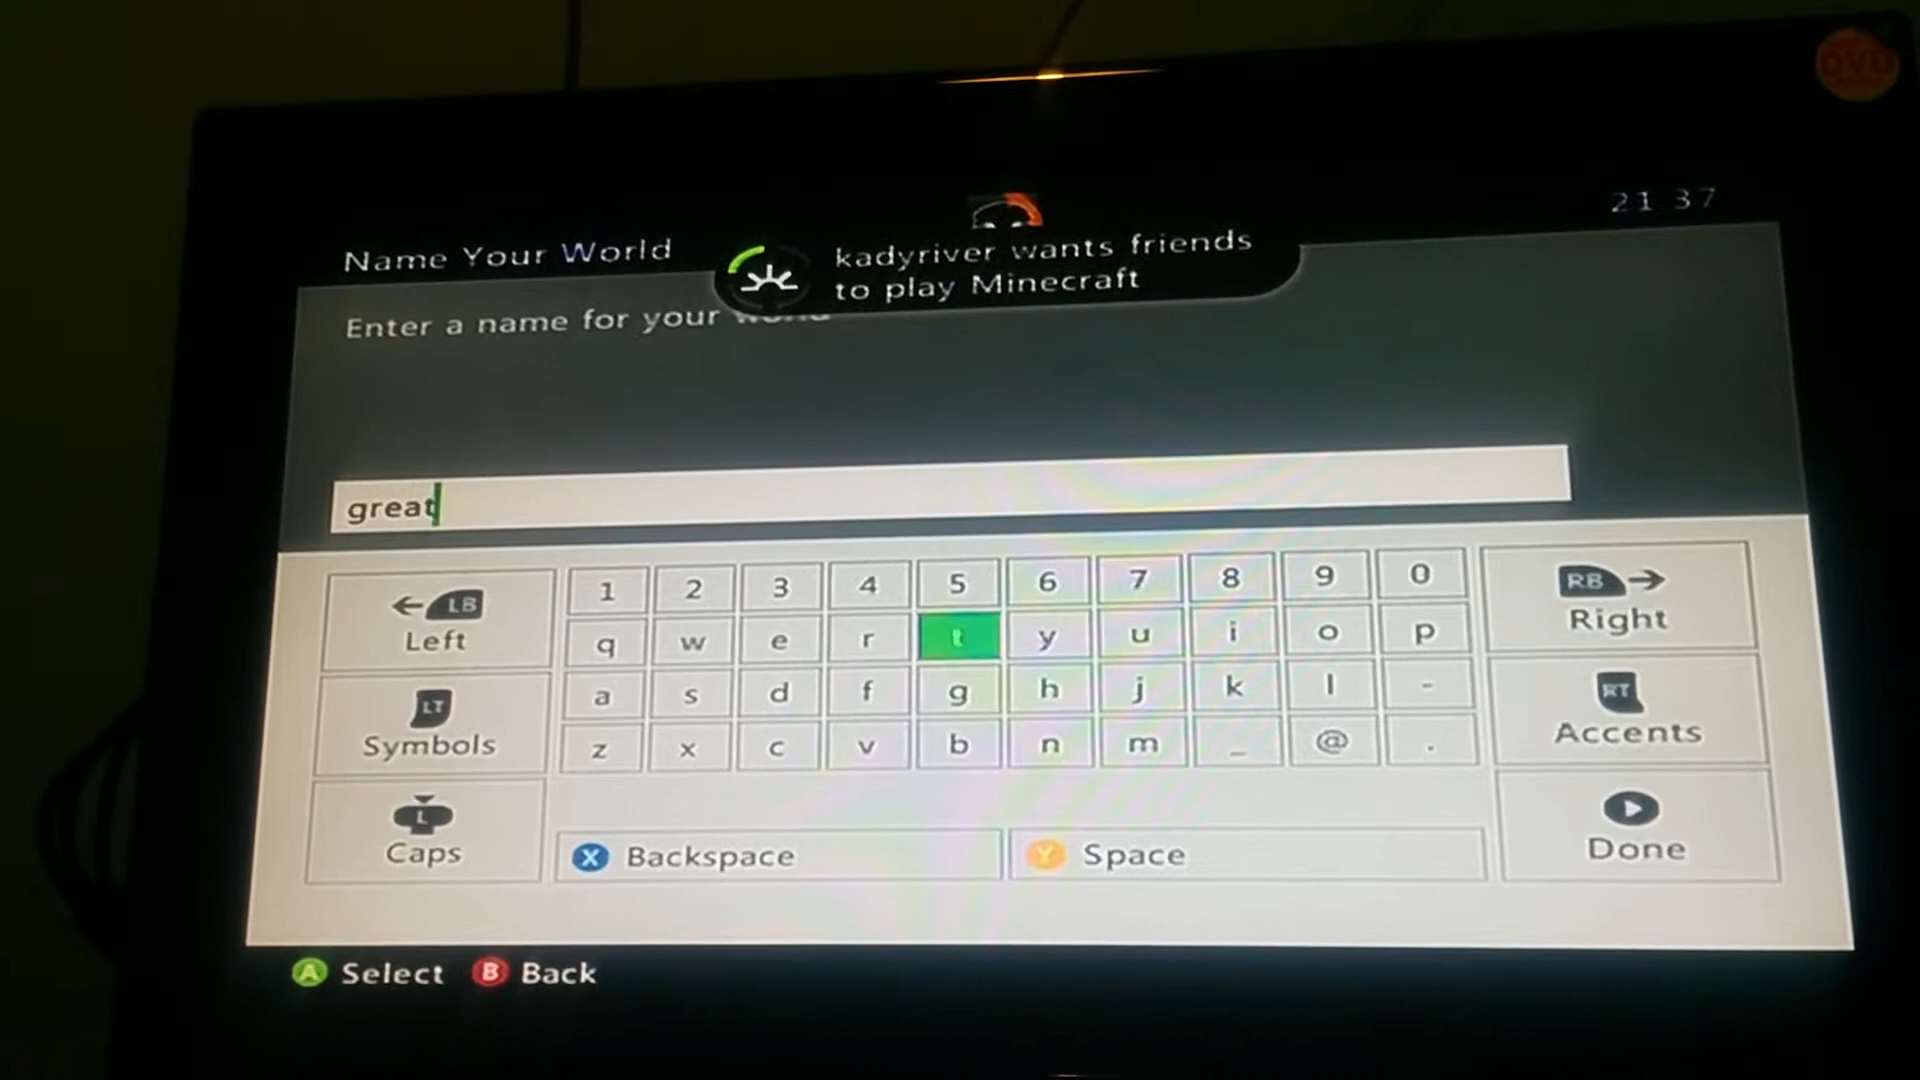 DVD
21 37
Name Your World
kadyriver wants friends
to play Minecraft
Enter a name for your world
great
LB
Left
1 2 3 4 5 6 7 8 9 0
RB
Right
q w e r t y u i o p
LT
Symbols
a s d f g h j k l -
RT
Accents
z x c v b n m _ @ .
L
Caps
X Backspace
Y Space
Done
A Select B Back